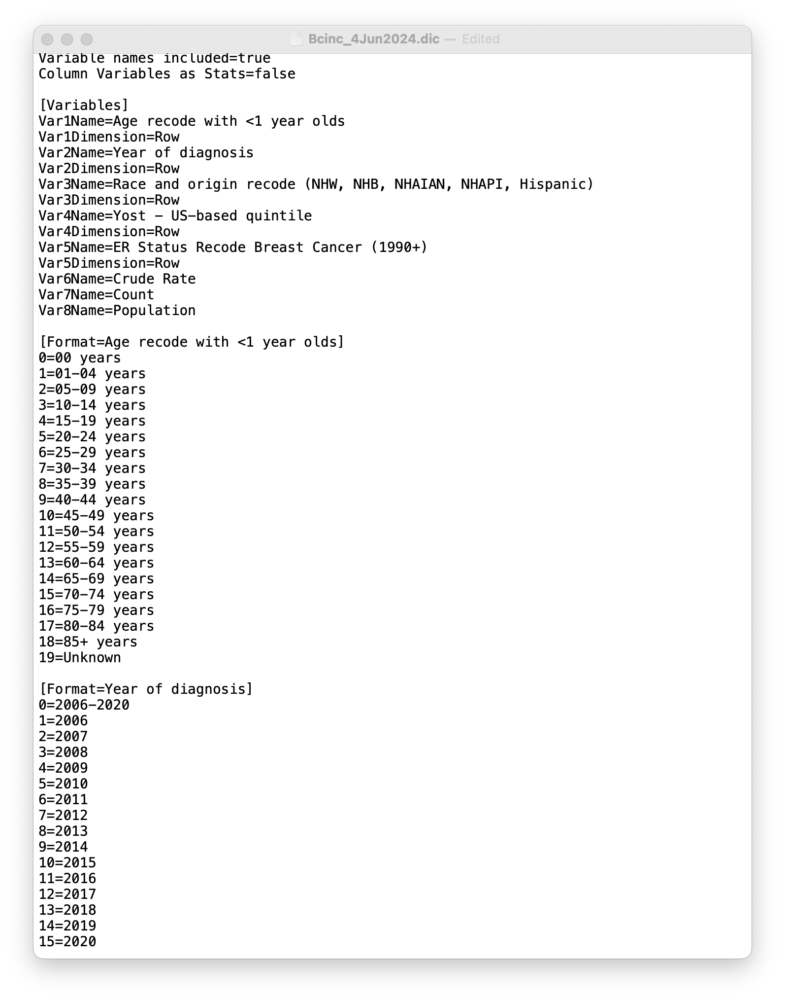 Bcinc_4Jun2024.dic — Edited
Variable names included=true
Column Variables as Stats=false
[Variables]
Var1Name=Age recode with <1 year olds
Var1Dimension=Row
Var2Name=Year of diagnosis
Var2Dimension=Row
Var3Name=Race and origin recode (NHW, NHB, NHAIAN, NHAPI, Hispanic)
Var3Dimension=Row
Var4Name=Yost - US-based quintile
Var4Dimension=Row
Var5Name=ER Status Recode Breast Cancer (1990+)
Var5Dimension=Row
Var6Name=Crude Rate
Var7Name=Count
Var8Name=Population
[Format=Age recode with <1 year olds]
0=00 years
1=01-04 years
2=05-09 years
3=10-14 years
4=15-19 years
5=20-24 years
6=25-29 years
7=30-34 years
8=35-39 years
9=40-44 years
10=45-49 years
11=50-54 years
12=55-59 years
13=60-64 years
14=65-69 years
15=70-74 years
16=75-79 years
17=80-84 years
18=85+ years
19=Unknown
[Format=Year of diagnosis]
0=2006-2020
1=2006
2=2007
3=2008
4=2009
5=2010
6=2011
7=2012
8=2013
9=2014
10=2015
11=2016
12=2017
13=2018
14=2019
15=2020